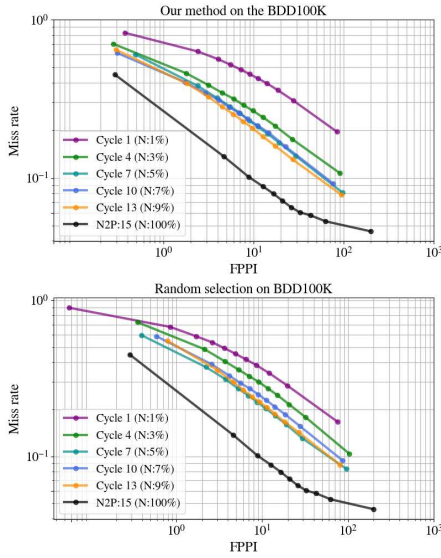 Our method on the BDD100K
10⁰
Miss rate
10⁻¹
Cycle 1 (N:1%)
Cycle 4 (N:3%)
Cycle 7 (N:5%)
Cycle 10 (N:7%)
Cycle 13 (N:9%)
N2P:15 (N:100%)
10⁰ 10¹ 10² 10³
FPPI
Random selection on BDD100K
10⁰
Miss rate
10⁻¹
Cycle 1 (N:1%)
Cycle 4 (N:3%)
Cycle 7 (N:5%)
Cycle 10 (N:7%)
Cycle 13 (N:9%)
N2P:15 (N:100%)
10⁰ 10¹ 10² 10³
FPPI